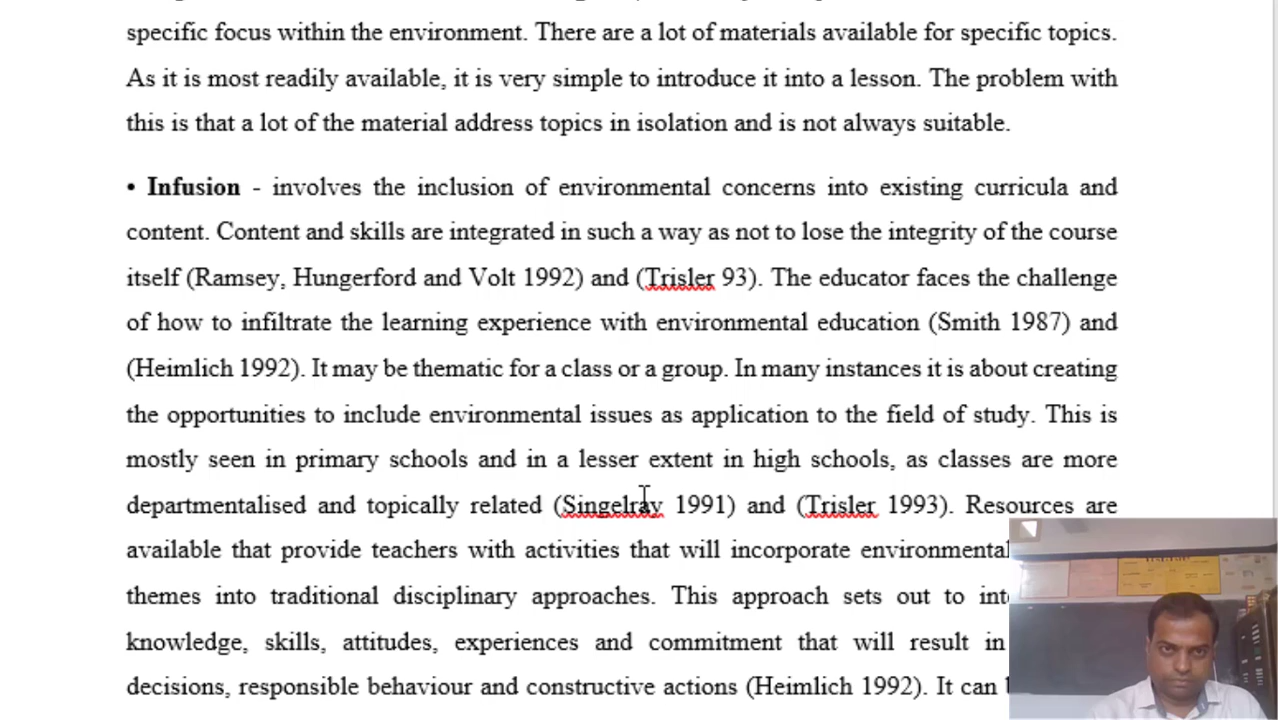 specific focus within the environment. There are a lot of materials available for specific topics.
As it is most readily available, it is very simple to introduce it into a lesson. The problem with
this is that a lot of the material address topics in isolation and is not always suitable.
• Infusion - involves the inclusion of environmental concerns into existing curricula and
content. Content and skills are integrated in such a way as not to lose the integrity of the course
itself (Ramsey, Hungerford and Volt 1992) and (Trisler 93). The educator faces the challenge
of how to infiltrate the learning experience with environmental education (Smith 1987) and
(Heimlich 1992). It may be thematic for a class or a group. In many instances it is about creating
the opportunities to include environmental issues as application to the field of study. This is
mostly seen in primary schools and in a lesser extent in high schools, as classes are more
departmentalised and topically related (Singelray 1991) and (Trisler 1993). Resources are
available that provide teachers with activities that will incorporate environmental
themes into traditional disciplinary approaches. This approach sets out to
knowledge, skills, attitudes, experiences and commitment that will result in
decisions, responsible behaviour and constructive actions (Heimlich 1992). It can